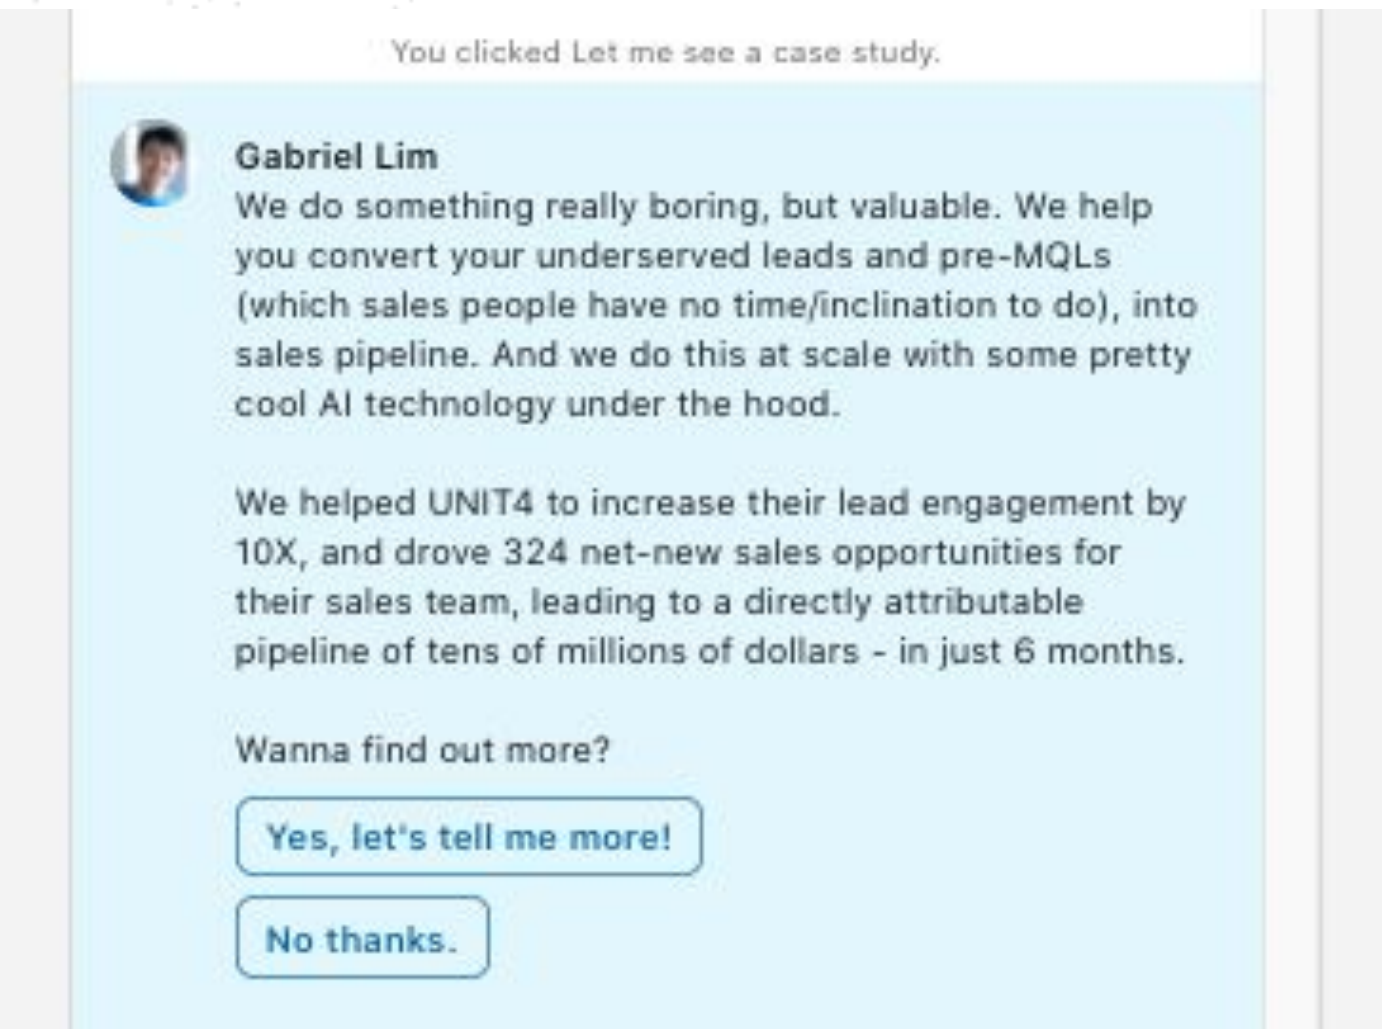 You clicked Let me see a case study.
Gabriel Lim
We do something really boring, but valuable. We help
you convert your underserved leads and pre-MQLs
(which sales people have no time/inclination to do), into
sales pipeline. And we do this at scale with some pretty
cool AI technology under the hood.
We helped UNIT4 to increase their lead engagement by
10X, and drove 324 net-new sales opportunities for
their sales team, leading to a directly attributable
pipeline of tens of millions of dollars - in just 6 months.
Wanna find out more?
Yes, let's tell me more!
No thanks.